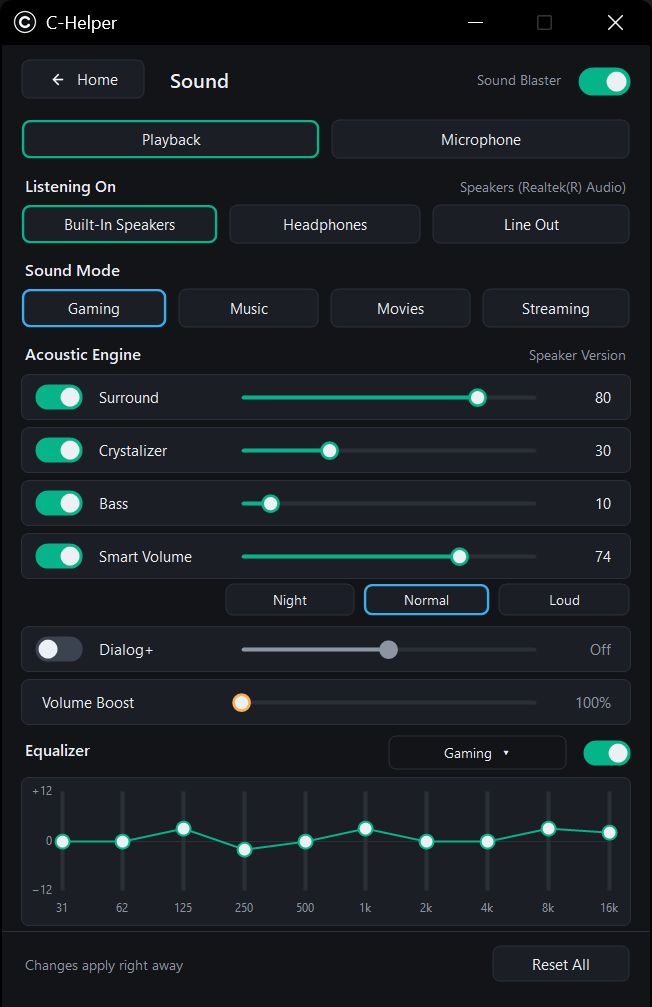 C-Helper
Home
Sound
Sound Blaster
Playback
Microphone
Listening On
Speakers (Realtek(R) Audio)
Built-In Speakers
Headphones
Line Out
Sound Mode
Gaming
Music
Movies
Streaming
Acoustic Engine
Speaker Version
Surround
80
Crystalizer
30
Bass
10
Smart Volume
74
Night
Normal
Loud
Dialog+
Off
Volume Boost
100%
Equalizer
Gaming
+12
0
−12
31
62
125
250
500
1k
2k
4k
8k
16k
Changes apply right away
Reset All